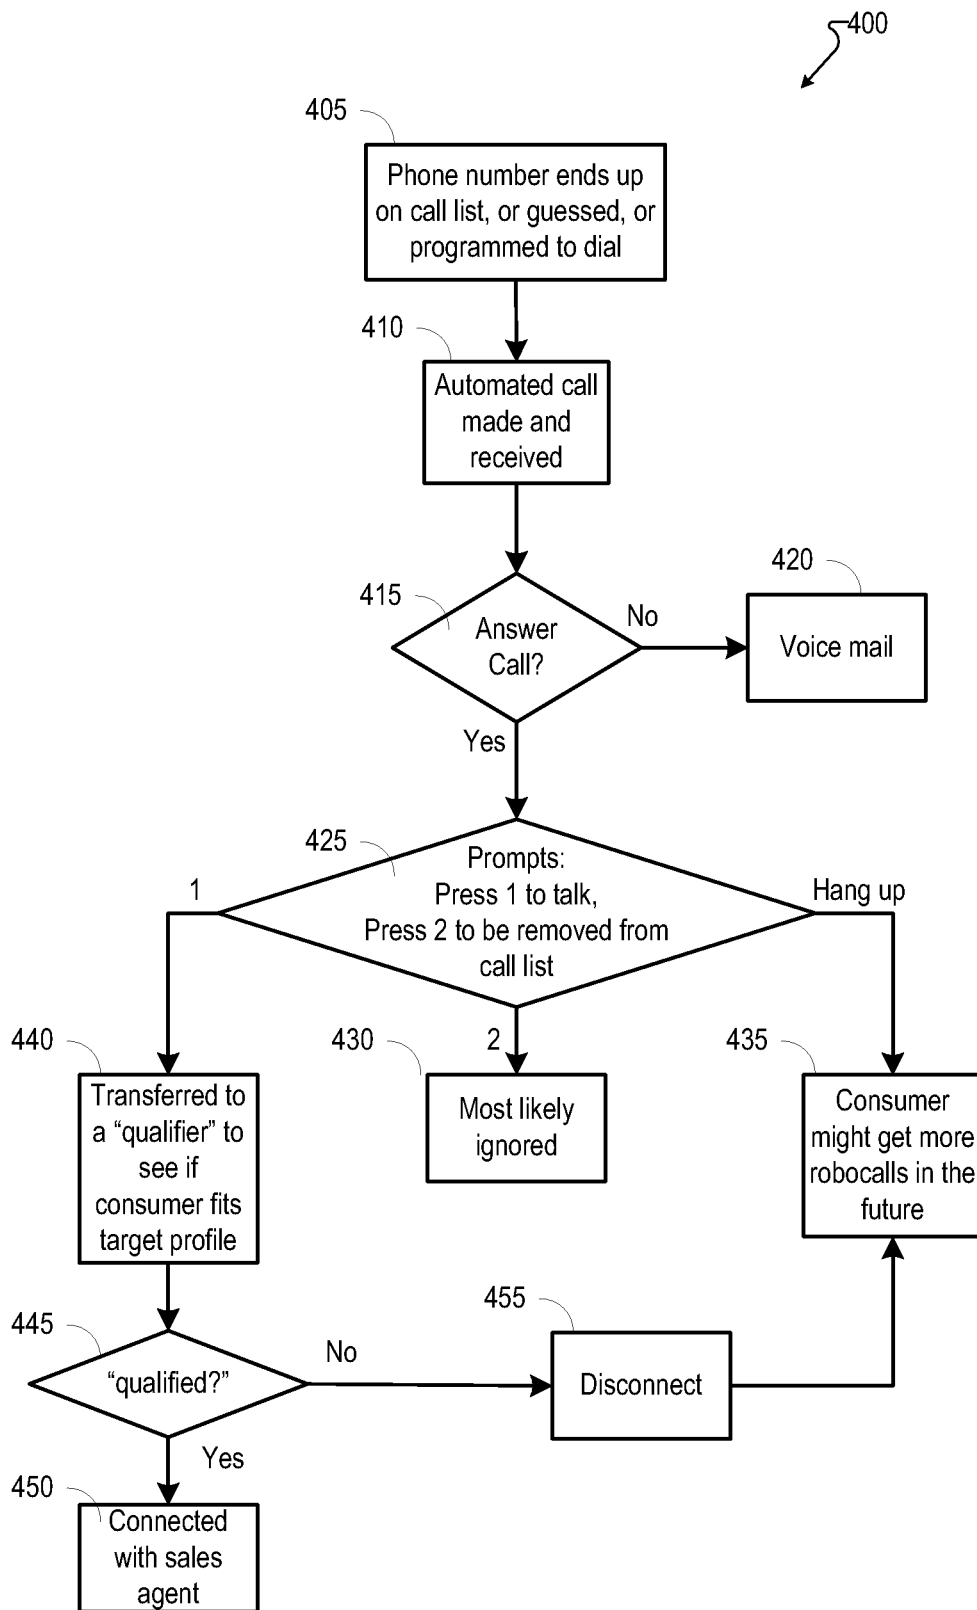 400
405
Phone number ends up
on call list, or guessed, or
programmed to dial
410
Automated call
made and
received
415
Answer
Call?
No
420
Voice mail
Yes
425
Prompts:
Press 1 to talk,
Press 2 to be removed from
call list
1
Hang up
2
440
Transferred to
a “qualifier” to
see if
consumer fits
target profile
430
Most likely
ignored
435
Consumer
might get more
robocalls in the
future
445
“qualified?”
No
455
Disconnect
Yes
450
Connected
with sales
agent